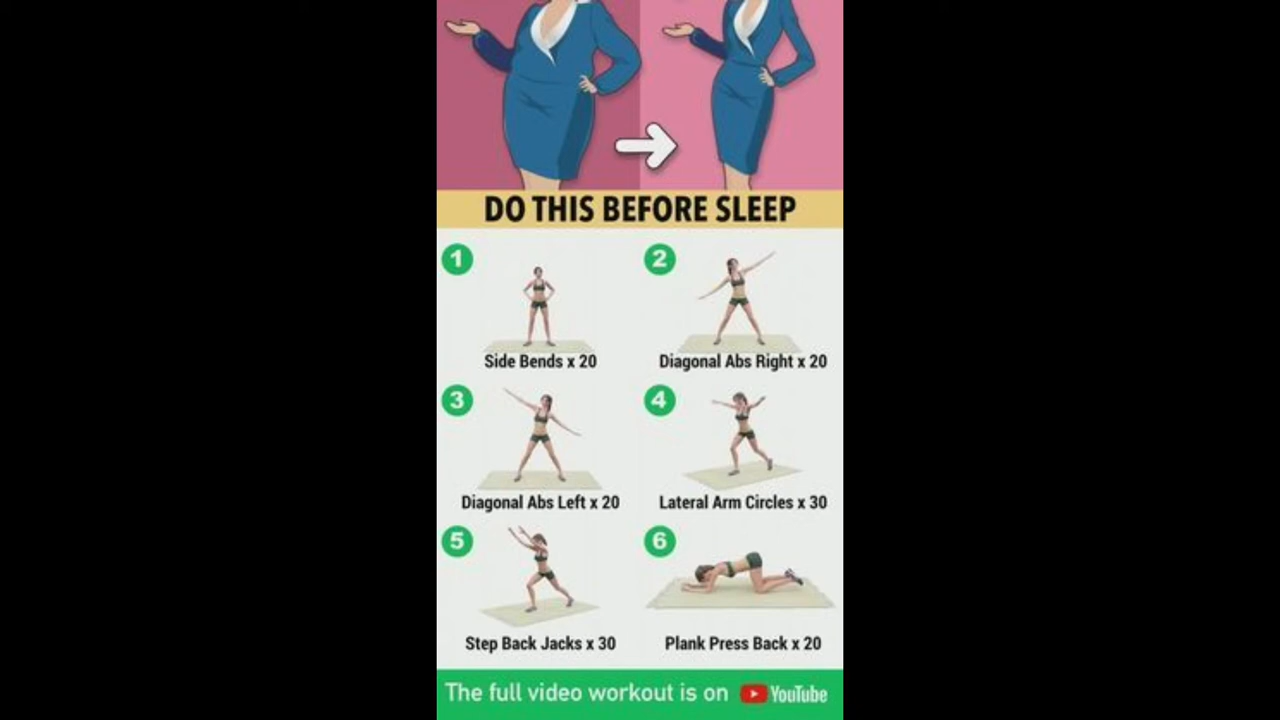 DO THIS BEFORE SLEEP
1
2
Side Bends x 20
Diagonal Abs Right x 20
3
4
Diagonal Abs Left x 20
Lateral Arm Circles x 30
5
6
Step Back Jacks x 30
Plank Press Back x 20
The full video workout is on YouTube